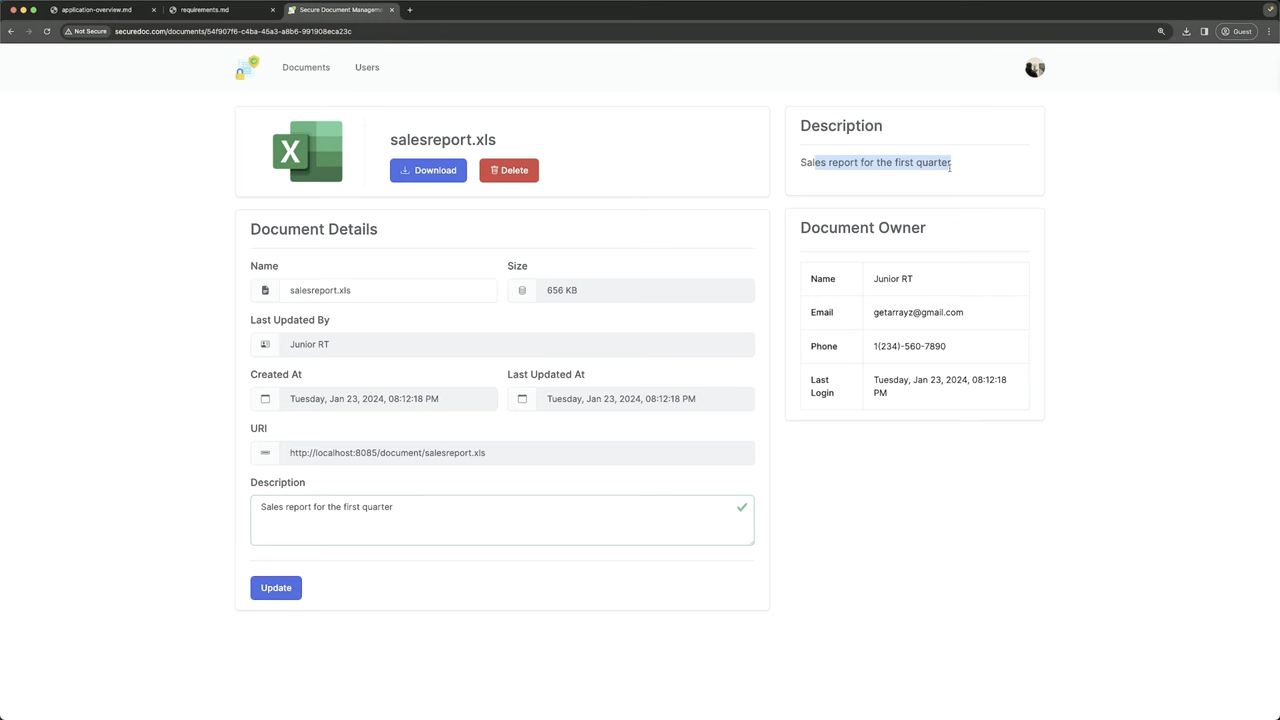 application-overview.md
requirements.md
Secure Document Managem
Not Secure
securedoc.com/documents/54f907f6-c4ba-45a3-a8b6-991908eca23c
Guest
Documents
Users
X
salesreport.xls
Download
Delete
Document Details
Name
salesreport.xls
Size
656 KB
Last Updated By
Junior RT
Created At
Tuesday, Jan 23, 2024, 08:12:18 PM
Last Updated At
Tuesday, Jan 23, 2024, 08:12:18 PM
URI
http://localhost:8085/document/salesreport.xls
Description
Sales report for the first quarter
Update
Description
Sales report for the first quarter
Document Owner
Name
Junior RT
Email
getarrayz@gmail.com
Phone
1(234)-560-7890
Last
Login
Tuesday, Jan 23, 2024, 08:12:18
PM